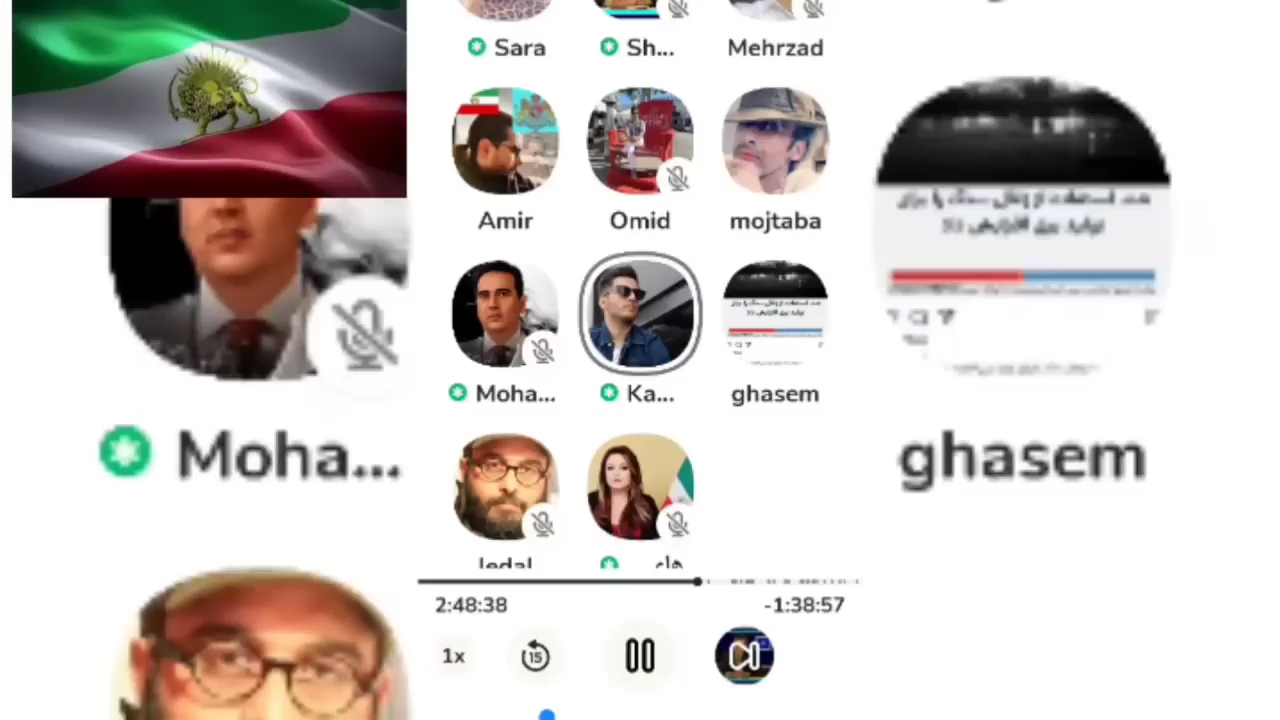 Sara
Sh...
Mehrzad
Amir
Omid
mojtaba
Moha...
Ka...
ghasem
Moha...
ghasem
2:48:38
-1:38:57
1x
15